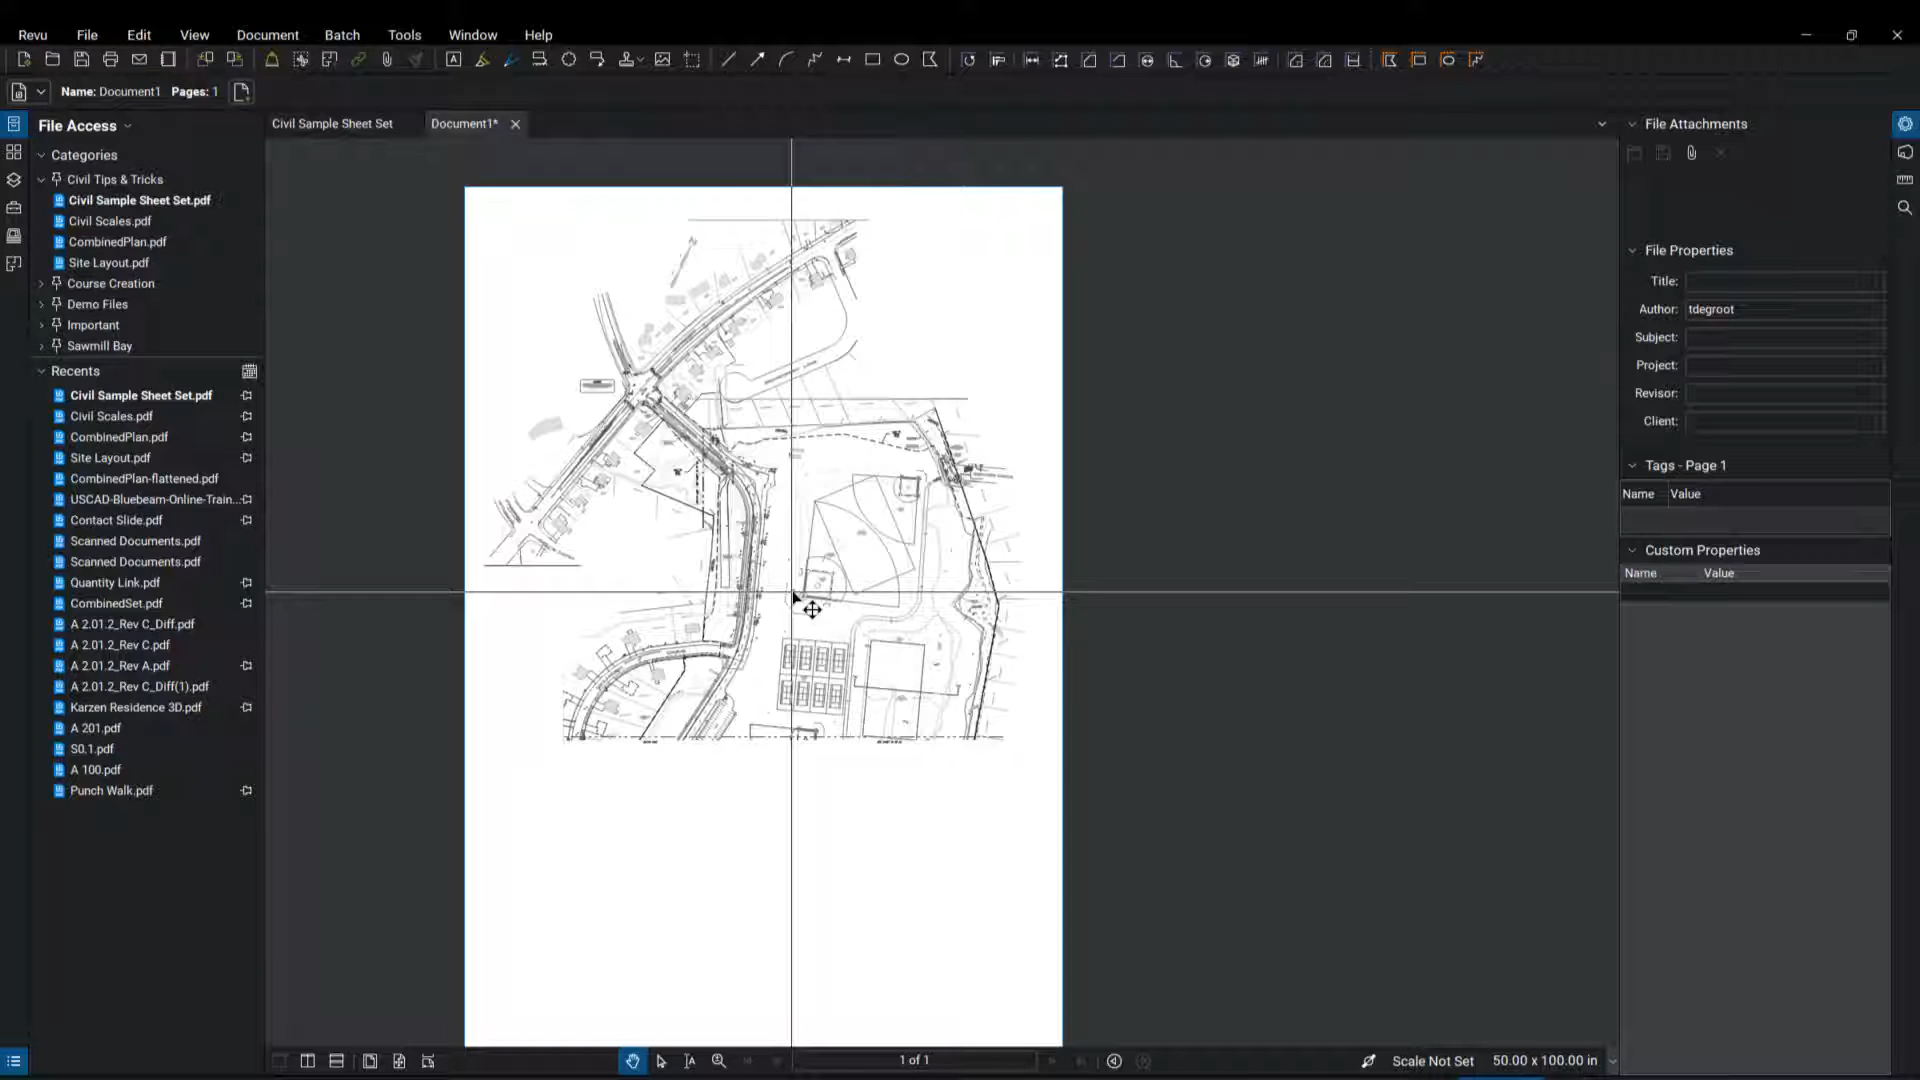 Revu File Edit View Document Batch Tools Window Help
Name: Document1 Pages: 1
File Access
Civil Sample Sheet Set
Document1*
File Attachments
Categories
Civil Tips & Tricks
Civil Sample Sheet Set.pdf
Civil Scales.pdf
CombinedPlan.pdf
Site Layout.pdf
Course Creation
Demo Files
Important
Sawmill Bay
Recents
Civil Sample Sheet Set.pdf
Civil Scales.pdf
CombinedPlan.pdf
Site Layout.pdf
CombinedPlan-flattened.pdf
USCAD-Bluebeam-Online-Train...
Contact Slide.pdf
Scanned Documents.pdf
Scanned Documents.pdf
Quantity Link.pdf
CombinedSet.pdf
A 2.01.2_Rev C_Diff.pdf
A 2.01.2_Rev C.pdf
A 2.01.2_Rev A.pdf
A 2.01.2_Rev C_Diff(1).pdf
Karzen Residence 3D.pdf
A 201.pdf
S0.1.pdf
A 100.pdf
Punch Walk.pdf
File Properties
Title:
Author: tdegroot
Subject:
Project:
Revisor:
Client:
Tags - Page 1
Name Value
Custom Properties
Name Value
1 of 1
Scale Not Set
50.00 x 100.00 in